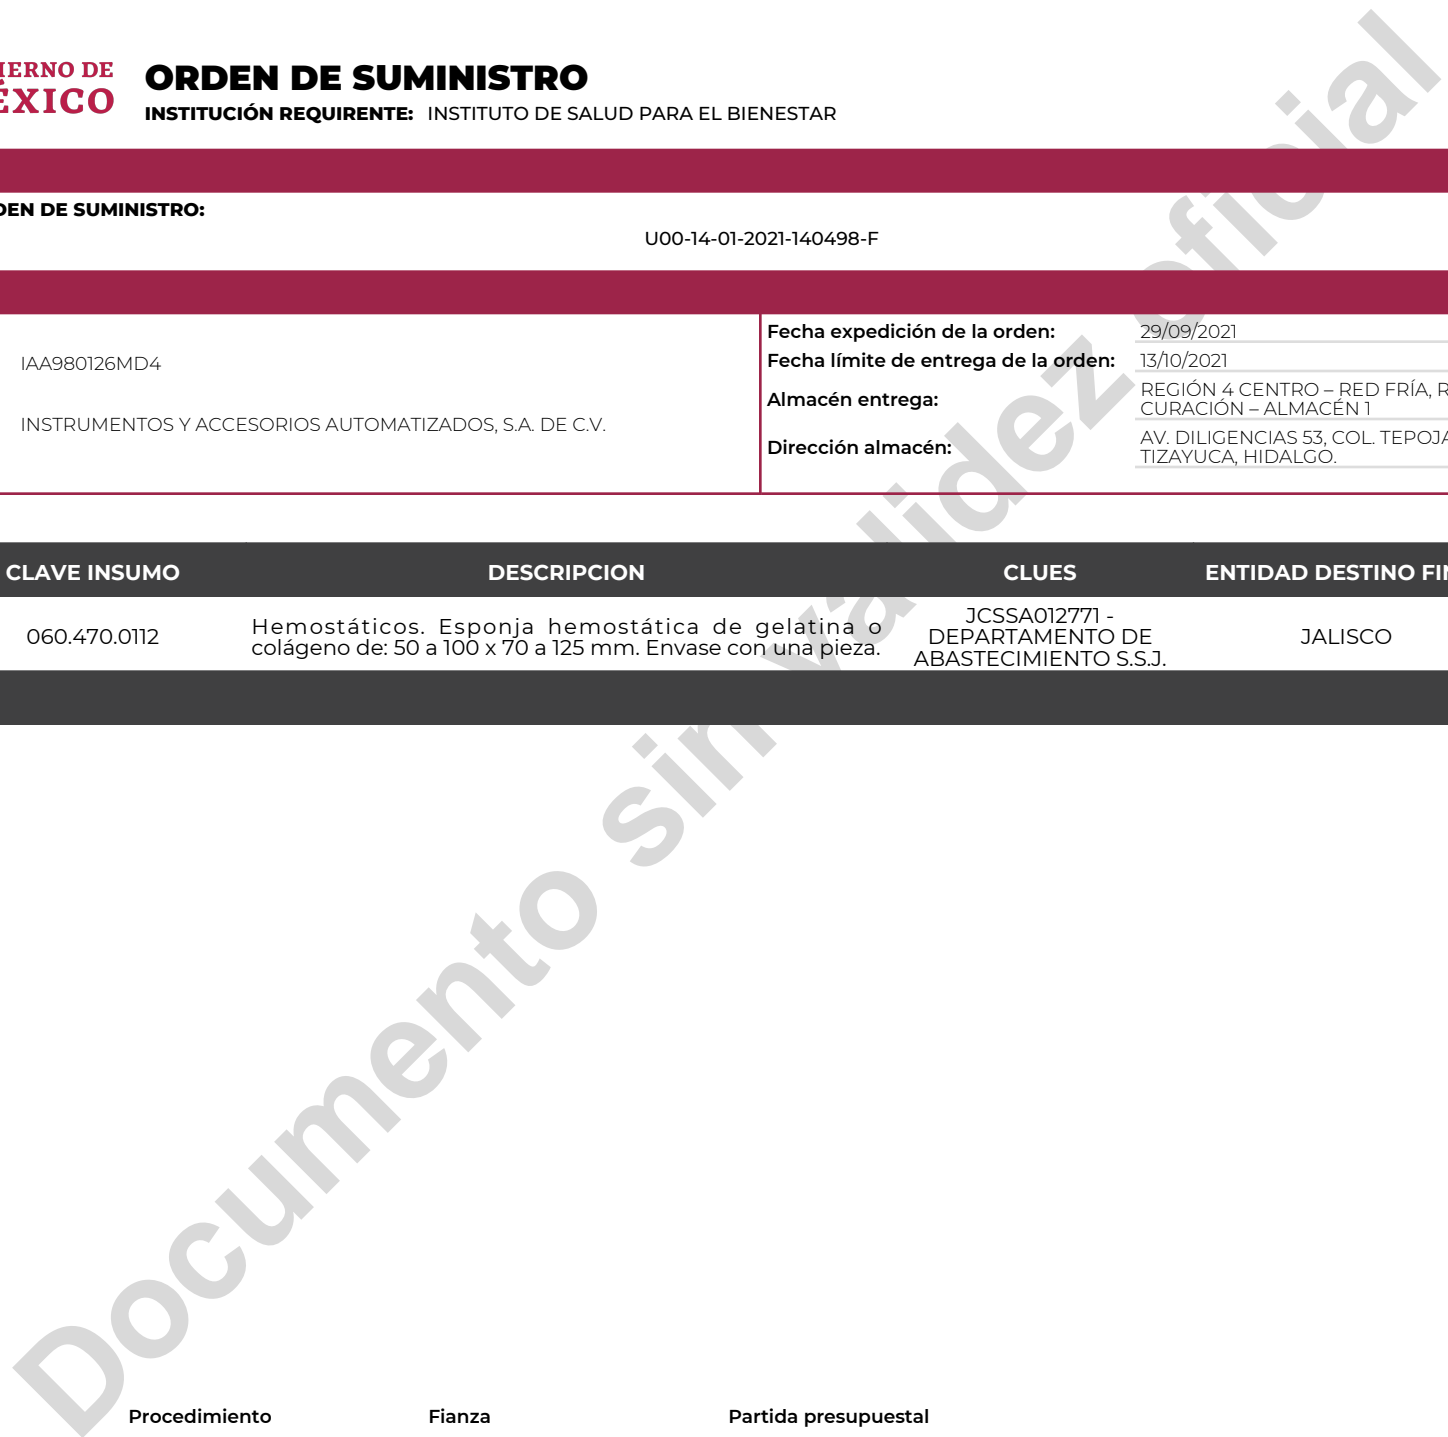 IERNO DE
ÉXICO
ORDEN DE SUMINISTRO
INSTITUCIÓN REQUIRENTE: INSTITUTO DE SALUD PARA EL BIENESTAR
DEN DE SUMINISTRO:
U00-14-01-2021-140498-F
IAA980126MD4
INSTRUMENTOS Y ACCESORIOS AUTOMATIZADOS, S.A. DE C.V.
Fecha expedición de la orden: 29/09/2021
Fecha límite de entrega de la orden: 13/10/2021
Almacén entrega: REGIÓN 4 CENTRO – RED FRÍA, R
CURACIÓN – ALMACÉN 1
Dirección almacén: AV. DILIGENCIAS 53, COL. TEPOJA
TIZAYUCA, HIDALGO.
CLAVE INSUMO DESCRIPCION CLUES ENTIDAD DESTINO FIN
060.470.0112
Hemostáticos. Esponja hemostática de gelatina o
colágeno de: 50 a 100 x 70 a 125 mm. Envase con una pieza.
JCSSA012771 -
DEPARTAMENTO DE
ABASTECIMIENTO S.S.J.
JALISCO
Documento sin validez oficial
Procedimiento Fianza Partida presupuestal